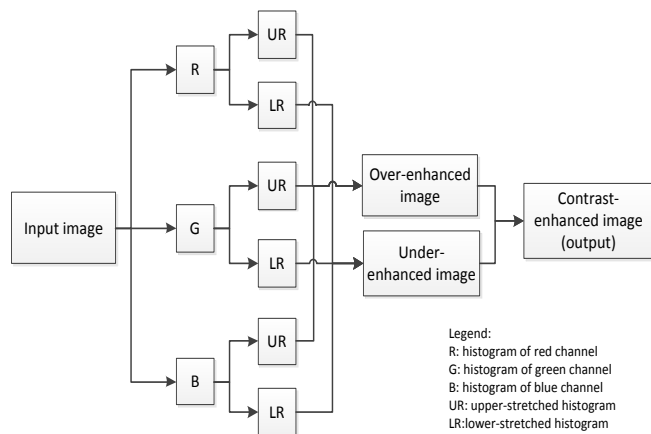 UR
R
LR
UR
Over-enhanced
image
Contrast-
enhanced image
(output)
Input image
G
LR
Under-
enhanced image
UR
B
LR
Legend:
R: histogram of red channel
G: histogram of green channel
B: histogram of blue channel
UR: upper-stretched histogram
LR:lower-stretched histogram